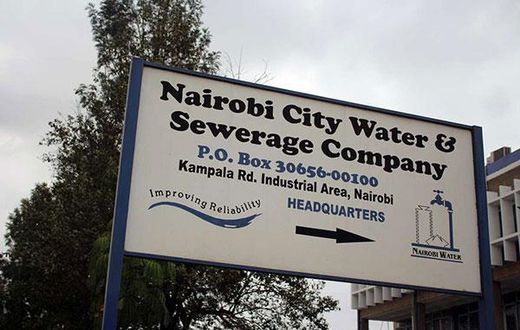 Nairobi City Water &
Sewerage Company
P.O. Box 30656-00100
Kampala Rd. Industrial Area, Nairobi
Improving Reliability
HEADQUARTERS
NAIROBI WATER